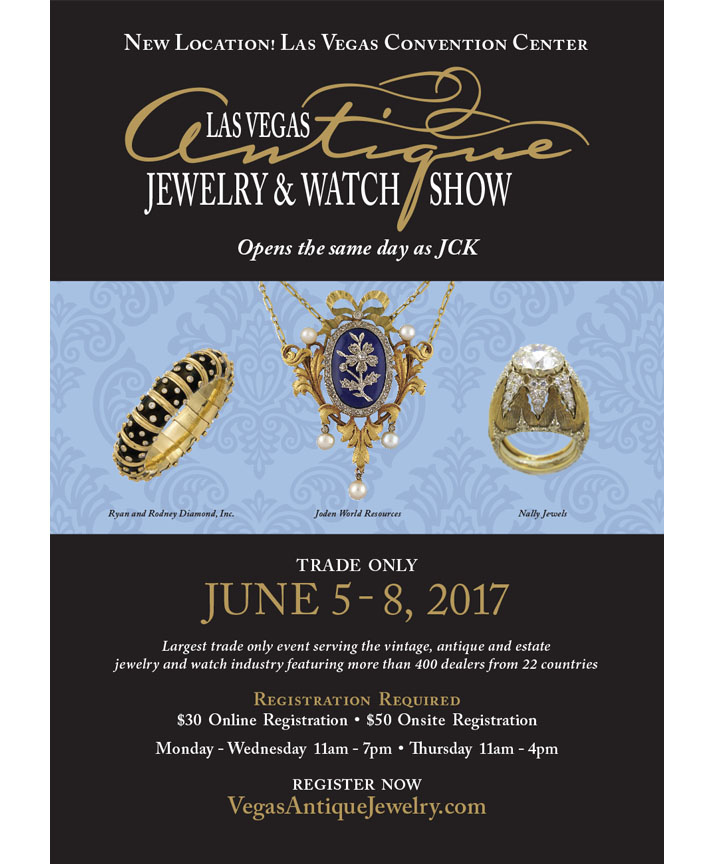 New Location! Las Vegas Convention Center
LAS VEGAS
Antique
JEWELRY & WATCH SHOW
Opens the same day as JCK
Ryan and Rodney Diamond, Inc.
Joden World Resources
Nally Jewels
TRADE ONLY
JUNE 5 - 8, 2017
Largest trade only event serving the vintage, antique and estate
jewelry and watch industry featuring more than 400 dealers from 22 countries
Registration Required
$30 Online Registration • $50 Onsite Registration
Monday - Wednesday 11am - 7pm • Thursday 11am - 4pm
REGISTER NOW
VegasAntiqueJewelry.com